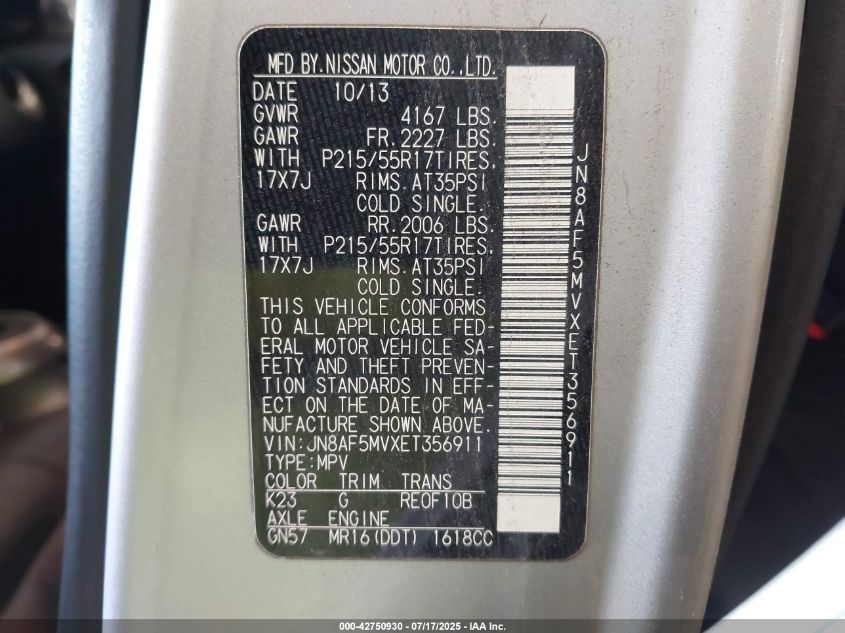 MFD BY.NISSAN MOTOR CO.,LTD.
DATE 10/13
GVWR 4167 LBS.
GAWR FR.2227 LBS.
WITH P215/55R17TIRES,
17X7J RIMS.AT35PSI
COLD SINGLE.
GAWR RR.2006 LBS.
WITH P215/55R17TIRES,
17X7J RIMS.AT35PSI
COLD SINGLE.
THIS VEHICLE CONFORMS
TO ALL APPLICABLE FED-
ERAL MOTOR VEHICLE SA-
FETY AND THEFT PREVEN-
TION STANDARDS IN EFF-
ECT ON THE DATE OF MA-
NUFACTURE SHOWN ABOVE.
VIN:JN8AF5MVXET356911
TYPE:MPV
COLOR TRIM TRANS
K23 G RE0F10B
AXLE ENGINE
GN57 MR16(DDT) 1618CC
JN8AF5MVXET356911
000-42750930 - 07/17/2025 - IAA Inc.